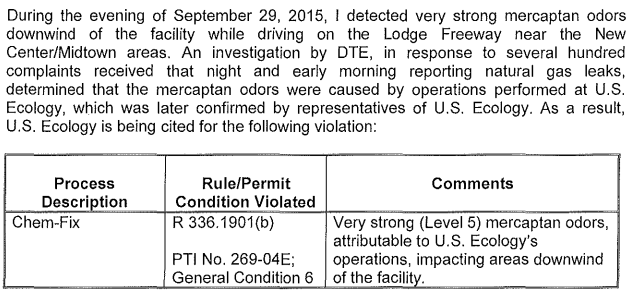 During the evening of September 29, 2015, I detected very strong mercaptan odors
downwind of the facility while driving on the Lodge Freeway near the New
Center/Midtown areas. An investigation by DTE, in response to several hundred
complaints received that night and early morning reporting natural gas leaks,
determined that the mercaptan odors were caused by operations performed at U.S.
Ecology, which was later confirmed by representatives of U.S. Ecology. As a result,
U.S. Ecology is being cited for the following violation:
Process
Description
Rule/Permit
Condition Violated
Comments
Chem-Fix
R 336.1901(b)
PTI No. 269-04E;
General Condition 6
Very strong (Level 5) mercaptan odors,
attributable to U.S. Ecology's
operations, impacting areas downwind
of the facility.